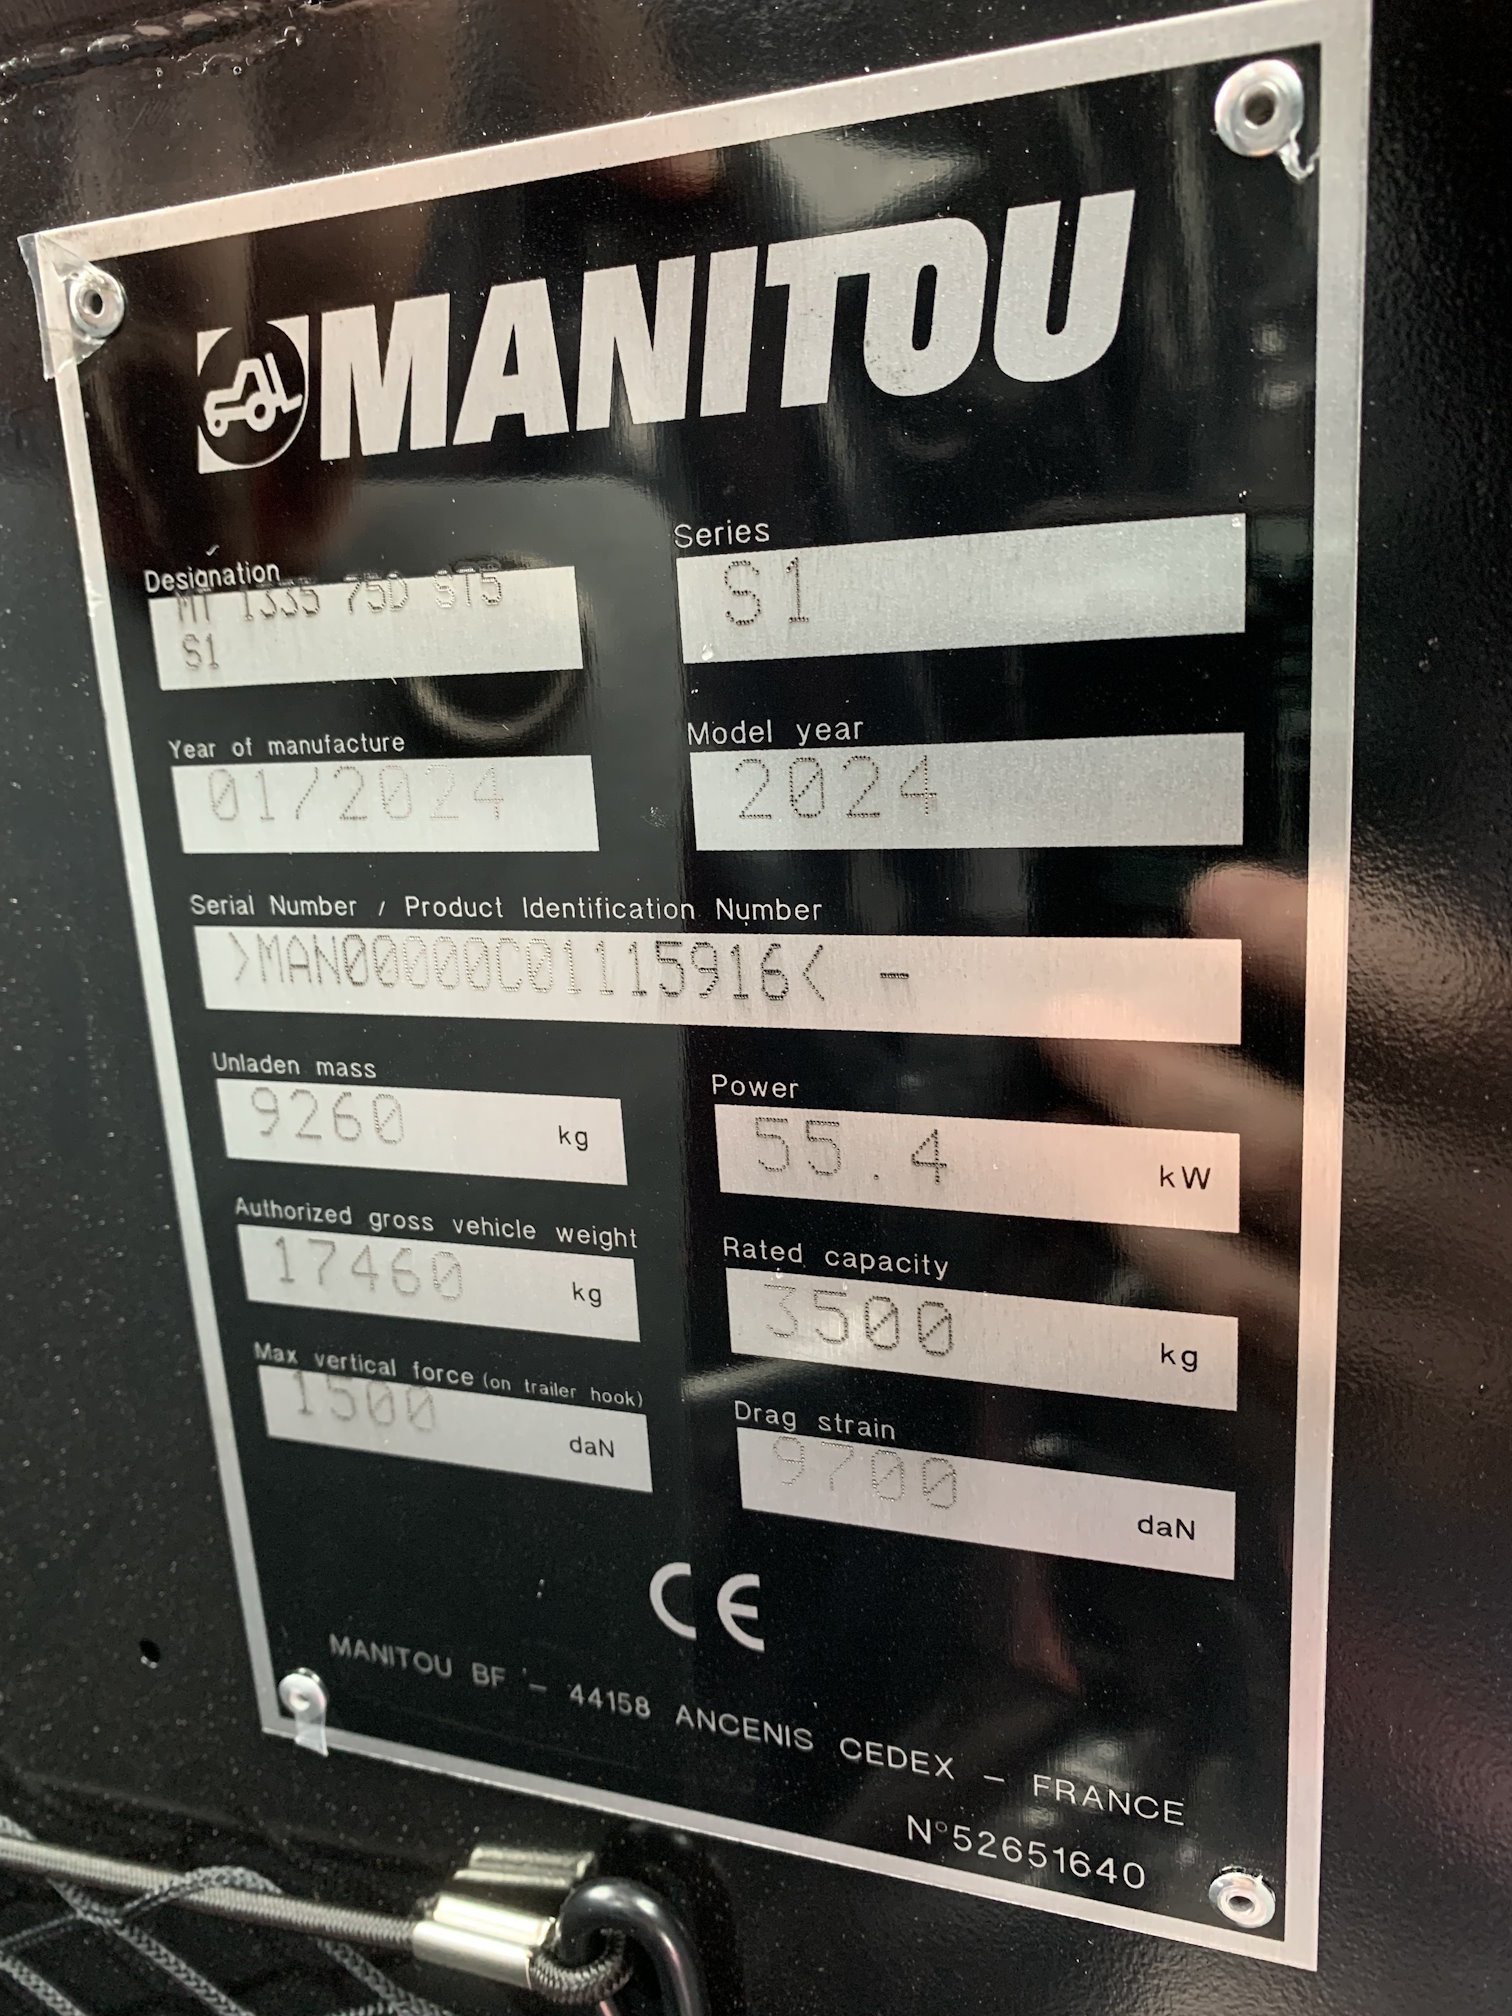 MANITOU
Designation
MT 1335 75D ST5
S1
Series
S1
Year of manufacture
01/2024
Model year
2024
Serial Number / Product Identification Number
>MAN00000C01115916< -
Unladen mass
9260 kg
Power
55.4 kW
Authorized gross vehicle weight
17460 kg
Rated capacity
3500 kg
Max vertical force (on trailer hook)
1500 daN
Drag strain
9700 daN
CE
MANITOU BF - 44158 ANCENIS CEDEX - FRANCE
N°52651640